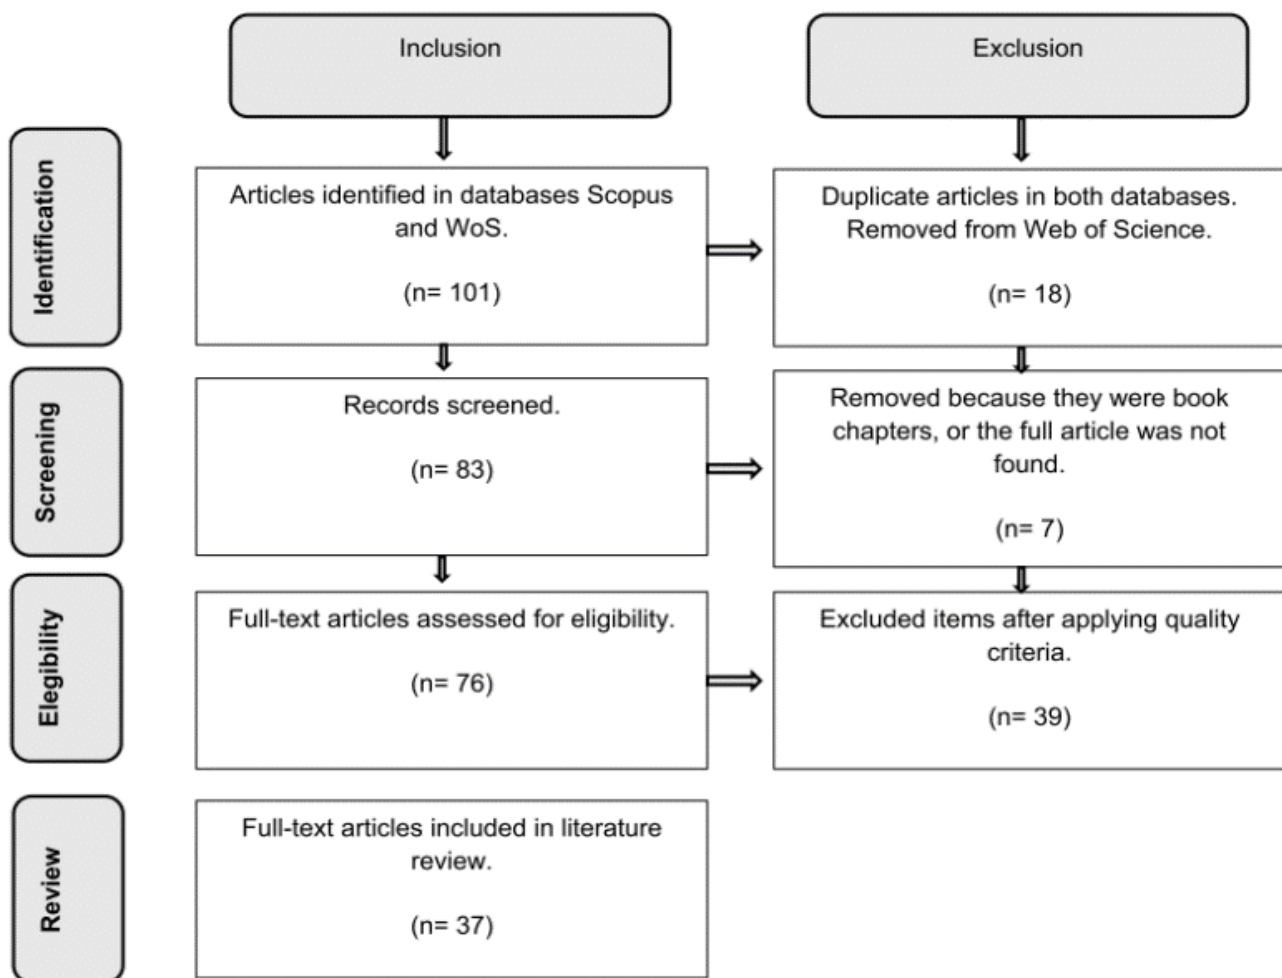 Inclusion
Exclusion
Identification
Articles identified in databases Scopus
and WoS.
(n= 101)
Duplicate articles in both databases.
Removed from Web of Science.
(n= 18)
Screening
Records screened.
(n= 83)
Removed because they were book
chapters, or the full article was not
found.
(n= 7)
Elegibility
Full-text articles assessed for eligibility.
(n= 76)
Excluded items after applying quality
criteria.
(n= 39)
Review
Full-text articles included in literature
review.
(n= 37)